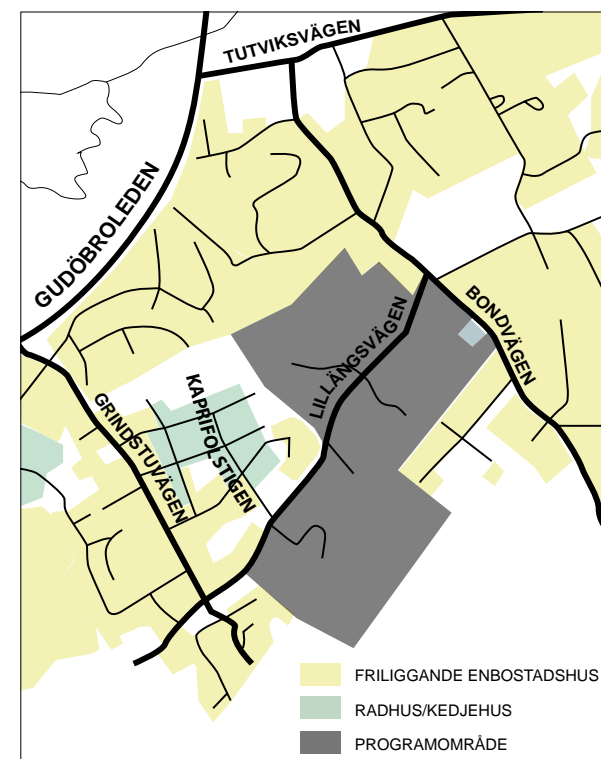 TUTVIKSVÄGEN
GUDÖBROLEDEN
BONDVÄGEN
LILLÄNGSVÄGEN
KAPRIFOLSTIGEN
GRINDSTUVÄGEN
FRILIGGANDE ENBOSTADSHUS
RADHUS/KEDJEHUS
PROGRAMOMRÅDE